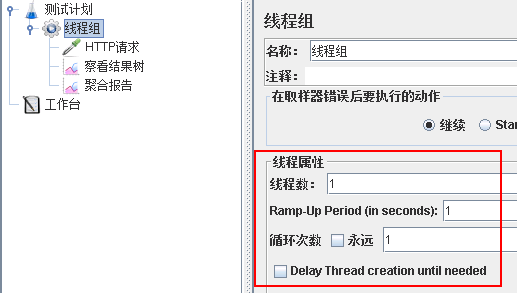 测试计划
线程组
HTTP请求
察看结果树
聚合报告
工作台
线程组
名称： 线程组
注释：
在取样器错误后要执行的动作
继续 Star
线程属性
线程数： 1
Ramp-Up Period (in seconds): 1
循环次数 永远 1
Delay Thread creation until needed